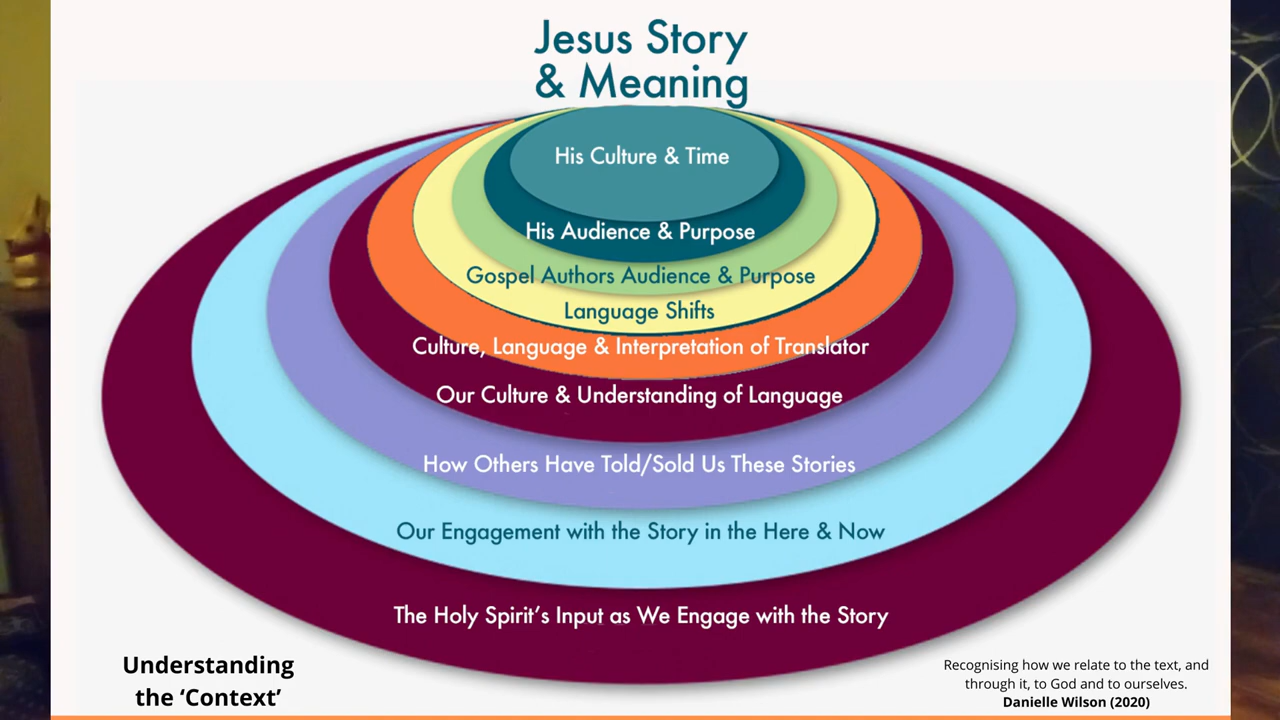 Jesus Story
& Meaning
His Culture & Time
His Audience & Purpose
Gospel Authors Audience & Purpose
Language Shifts
Culture, Language & Interpretation of Translator
Our Culture & Understanding of Language
How Others Have Told/Sold Us These Stories
Our Engagement with the Story in the Here & Now
The Holy Spirit’s Input as We Engage with the Story
Understanding
the ‘Context’
Recognising how we relate to the text, and
through it, to God and to ourselves.
Danielle Wilson (2020)